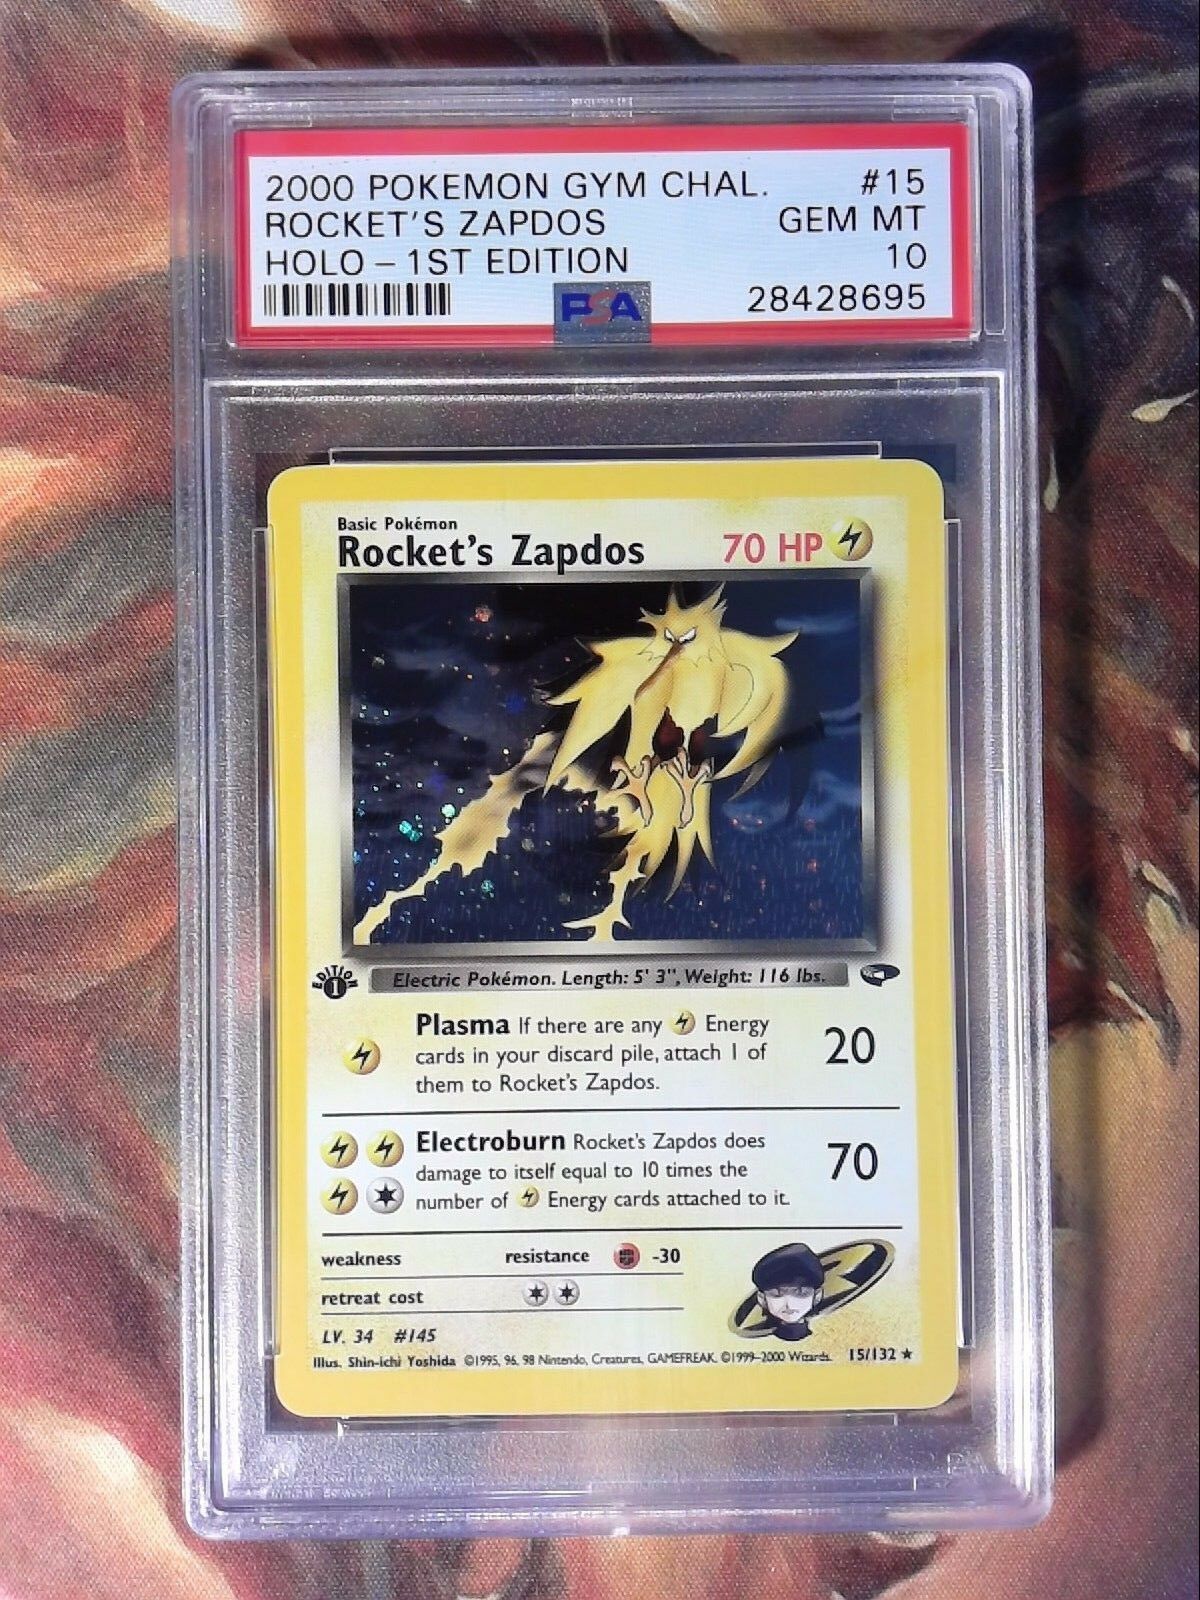 2000 POKEMON GYM CHAL. #15
ROCKET'S ZAPDOS GEM MT
HOLO – 1ST EDITION 10
PSA 28428695
Basic Pokémon
Rocket's Zapdos 70 HP
EDITION 1
Electric Pokémon. Length: 5' 3", Weight: 116 lbs.
Plasma If there are any Energy
cards in your discard pile, attach 1 of
them to Rocket's Zapdos.
20
Electroburn Rocket's Zapdos does
damage to itself equal to 10 times the
number of Energy cards attached to it.
70
weakness resistance -30
retreat cost
LV. 34 #145
Illus. Shin-ichi Yoshida ©1995, 96, 98 Nintendo, Creatures, GAMEFREAK. ©1999–2000 Wizards. 15/132 ★